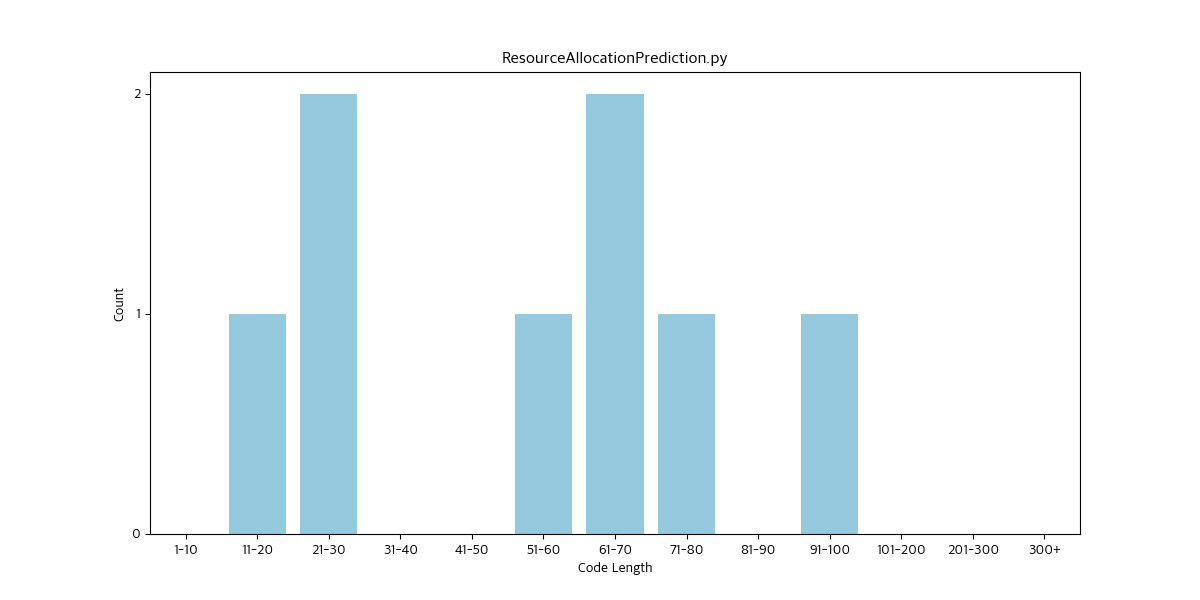 ResourceAllocationPrediction.py
2
1
0
Count
1-10 11-20 21-30 31-40 41-50 51-60 61-70 71-80 81-90 91-100 101-200 201-300 300+
Code Length